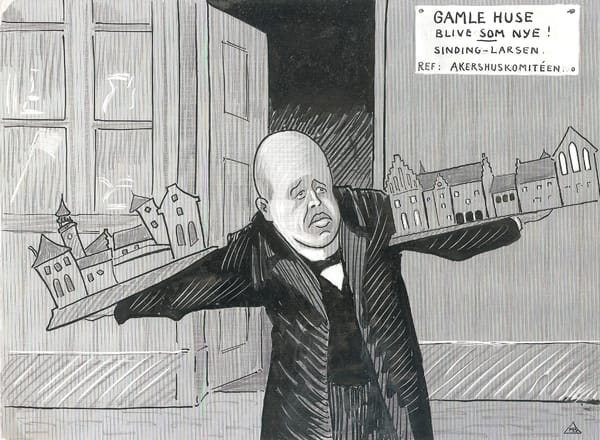 GAMLE HUSE
BLIVE SOM NYE!
SINDING-LARSEN.
REF: AKERSHUSKOMITÉEN.